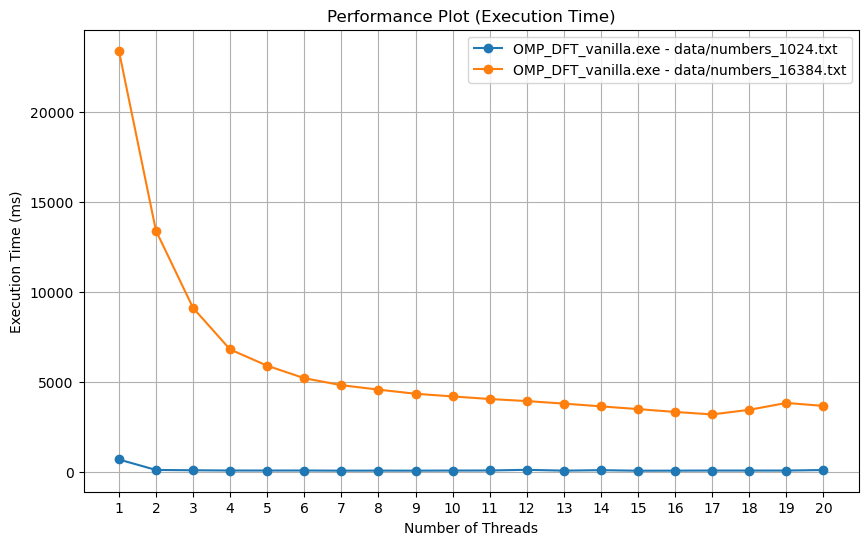 Performance Plot (Execution Time)
OMP_DFT_vanilla.exe - data/numbers_1024.txt
OMP_DFT_vanilla.exe - data/numbers_16384.txt
Execution Time (ms)
20000
15000
10000
5000
0
1 2 3 4 5 6 7 8 9 10 11 12 13 14 15 16 17 18 19 20
Number of Threads